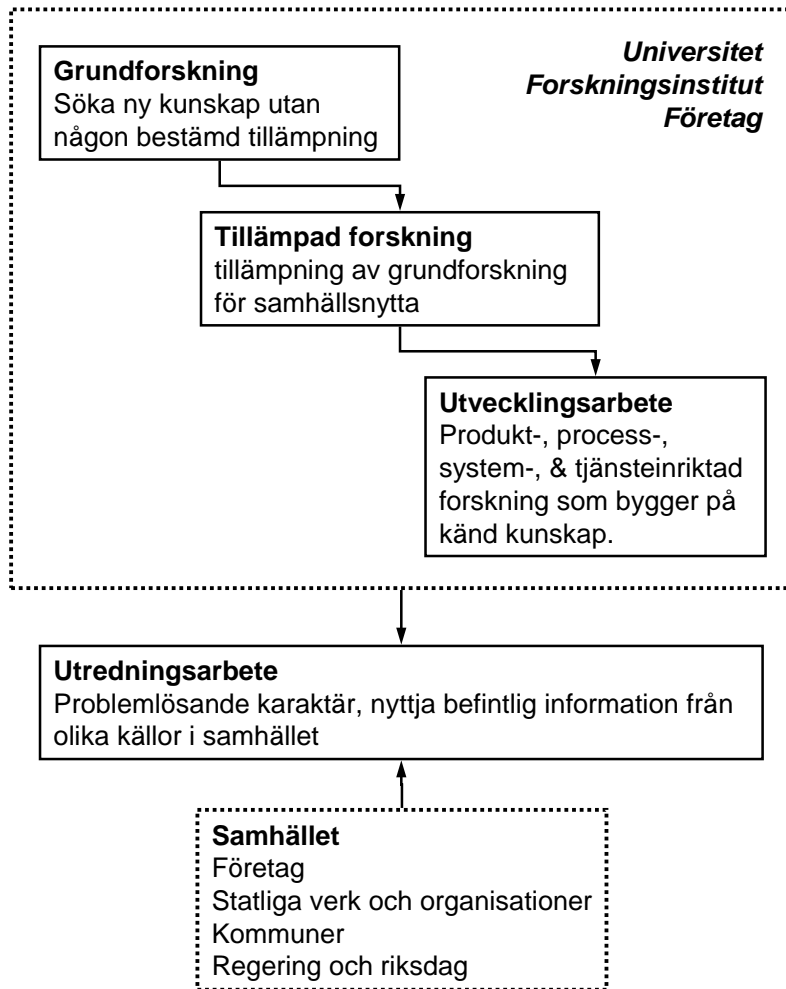 Universitet
Forskningsinstitut
Företag
Grundforskning
Söka ny kunskap utan
någon bestämd tillämpning
Tillämpad forskning
tillämpning av grundforskning
för samhällsnytta
Utvecklingsarbete
Produkt-, process-,
system-, & tjänsteinriktad
forskning som bygger på
känd kunskap.
Utredningsarbete
Problemlösande karaktär, nyttja befintlig information från
olika källor i samhället
Samhället
Företag
Statliga verk och organisationer
Kommuner
Regering och riksdag